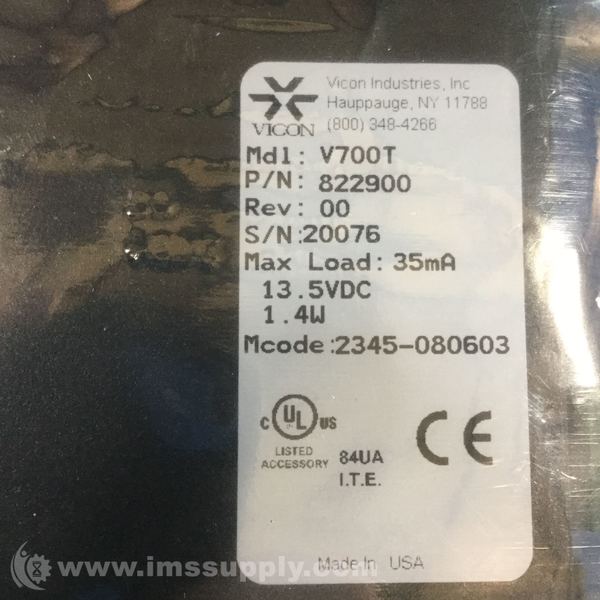 Vicon Industries, Inc
Hauppauge, NY 11788
(800) 348-4266
VICON
Mdl: V700T
P/N: 822900
Rev: 00
S/N:20076
Max Load: 35mA
13.5VDC
1.4W
Mcode:2345-080603
c UL us
LISTED
ACCESSORY
84UA
I.T.E.
CE
Made In USA
www.imssupply.com